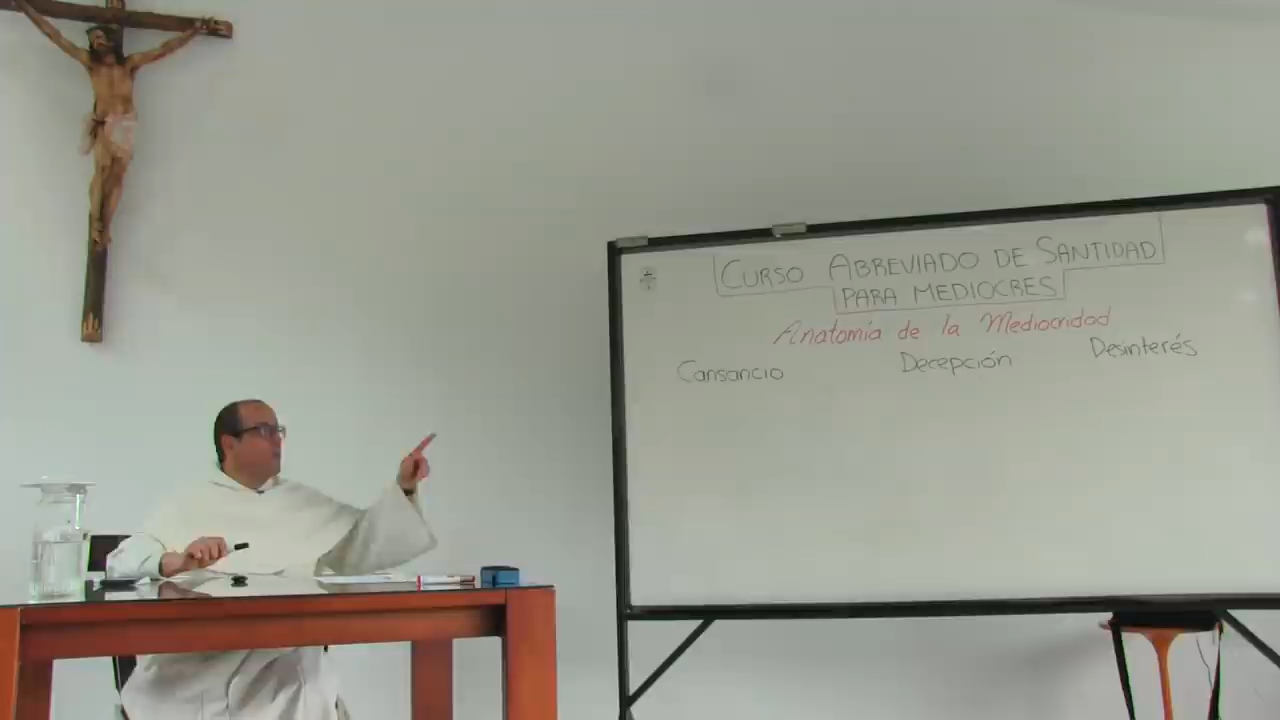 CURSO ABREVIADO DE SANTIDAD
PARA MEDIOCRES
Anatomía de la Mediocridad
Cansancio Decepción Desinterés